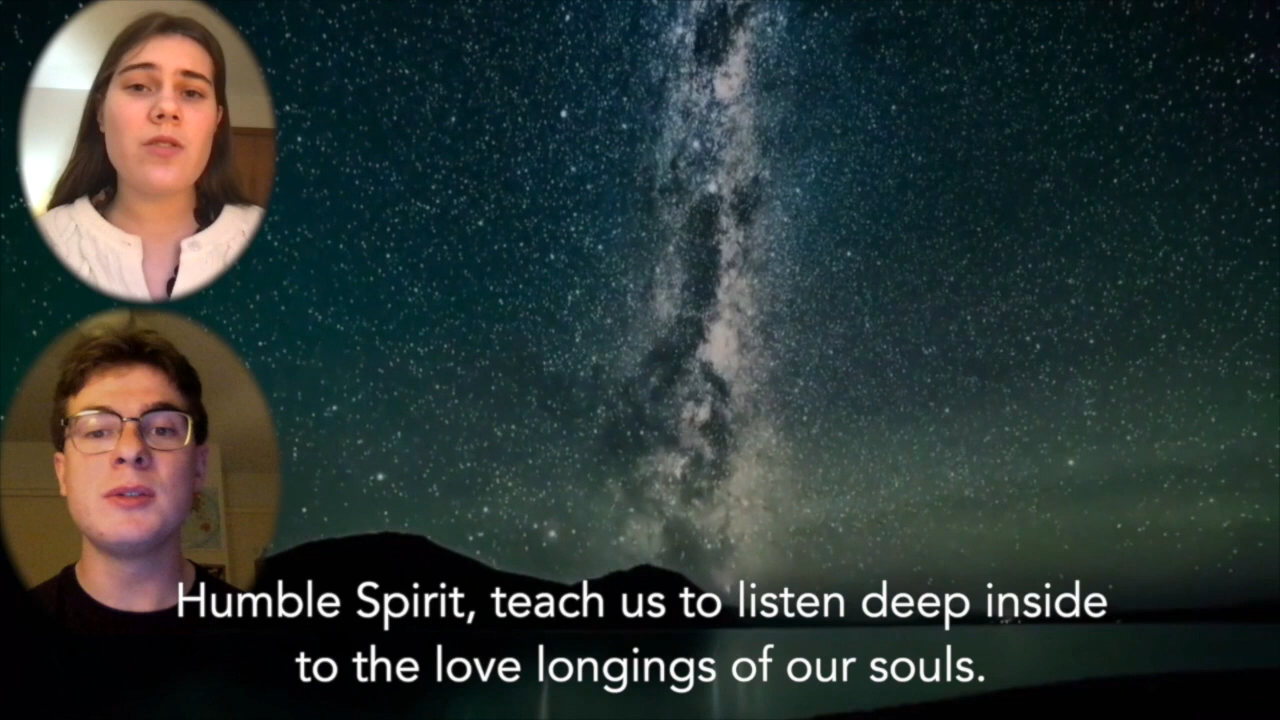 Humble Spirit, teach us to listen deep inside
to the love longings of our souls.